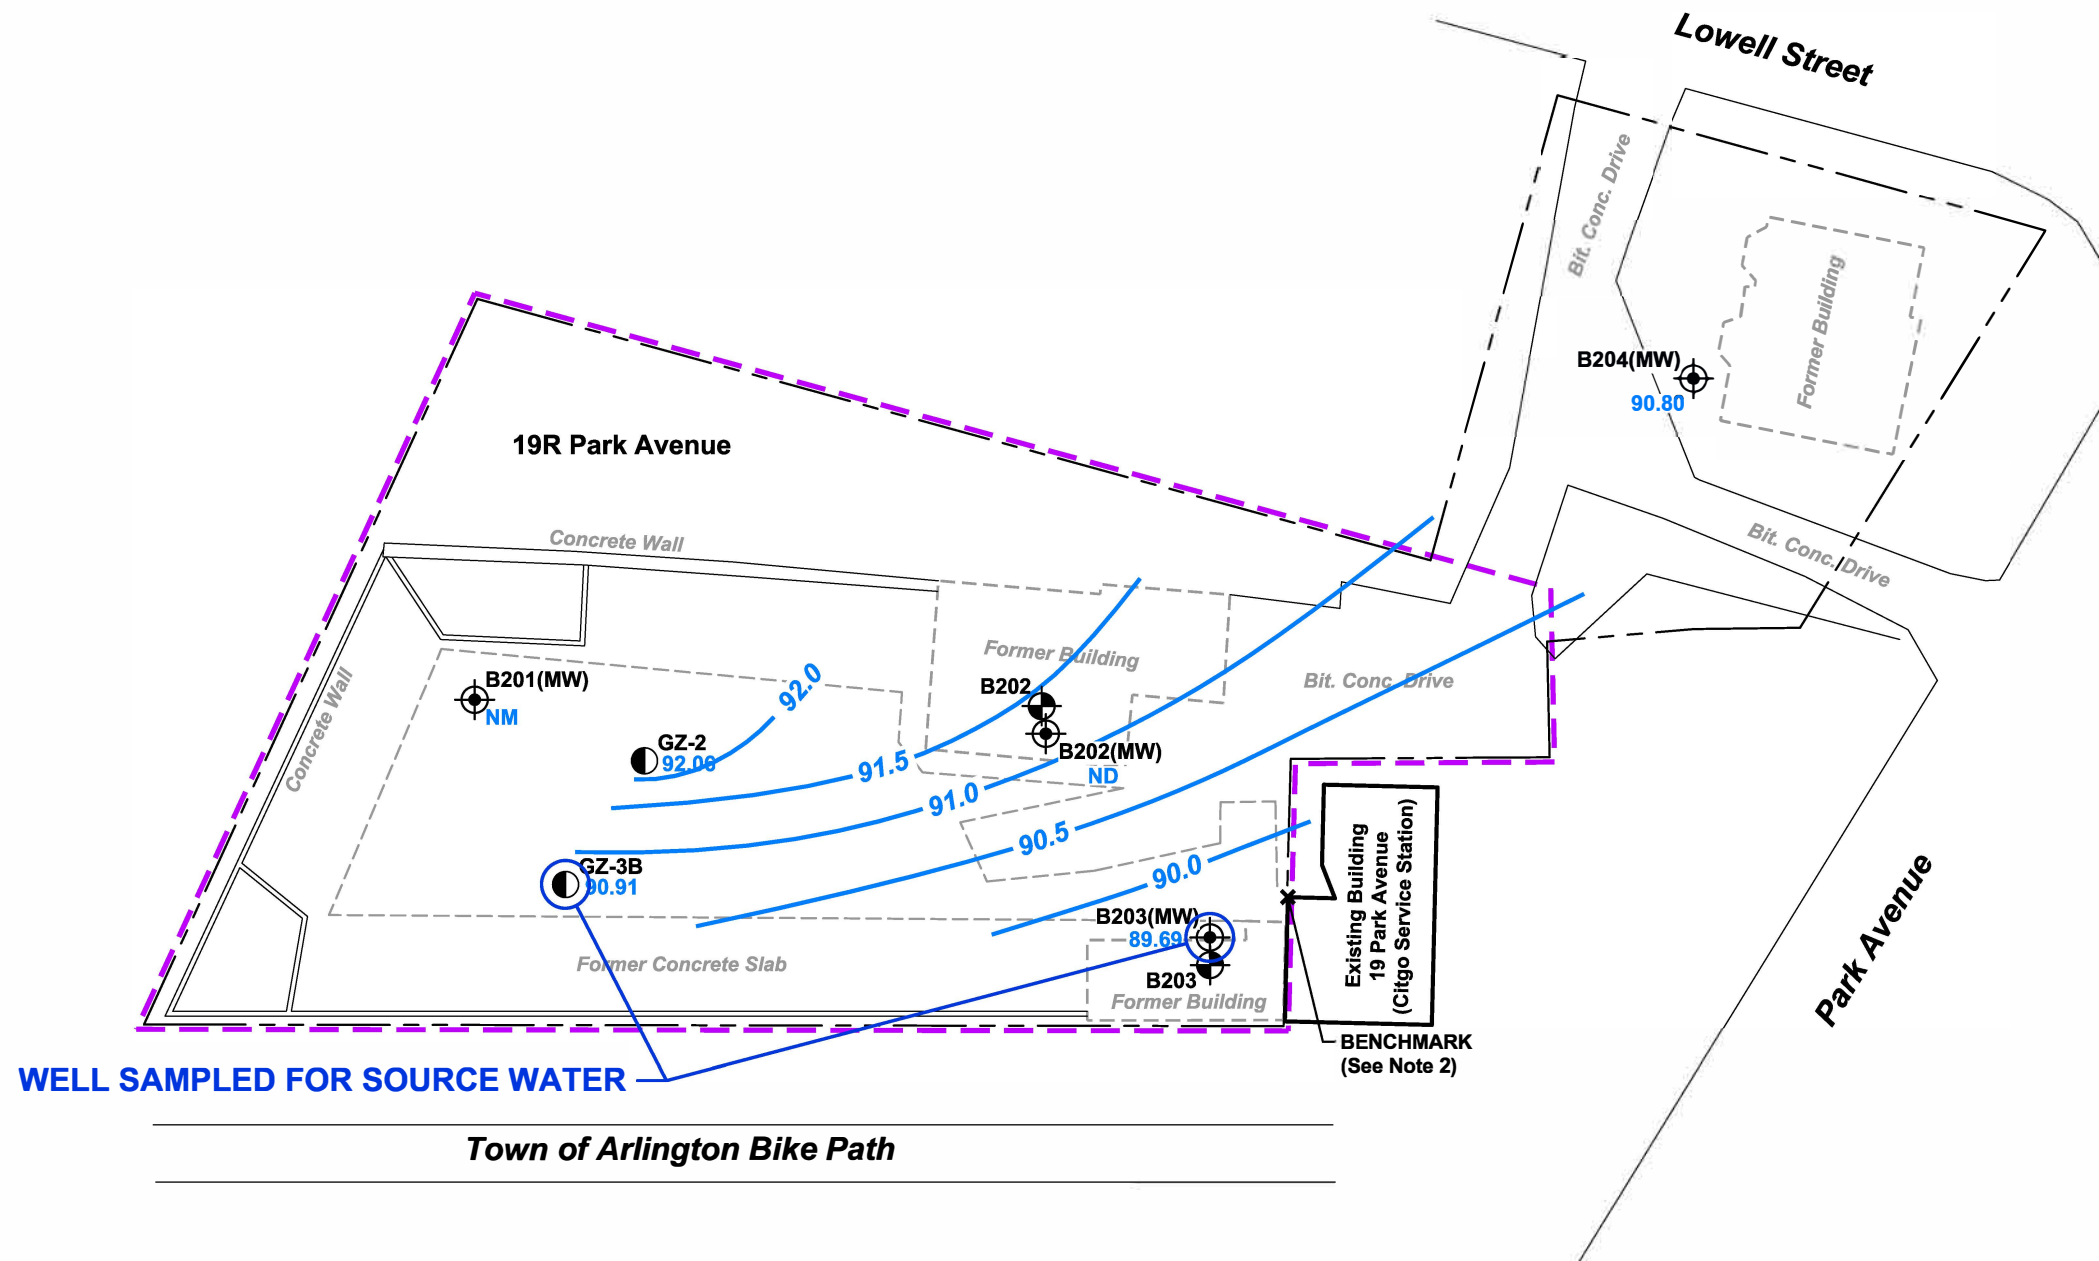 Lowell Street
Bit. Conc. Drive
Former Building
B204(MW)
90.80
19R Park Avenue
Concrete Wall
Bit. Conc. Drive
Former Building
Bit. Conc. Drive
B201(MW)
NM
Concrete Wall
92.0
B202
GZ-2
92.06
91.5
B202(MW)
ND
91.0
90.5
90.0
GZ-3B
90.91
Existing Building
19 Park Avenue
(Citgo Service Station)
B203(MW)
89.69
B203
Former Building
Former Concrete Slab
Park Avenue
BENCHMARK
(See Note 2)
WELL SAMPLED FOR SOURCE WATER
Town of Arlington Bike Path